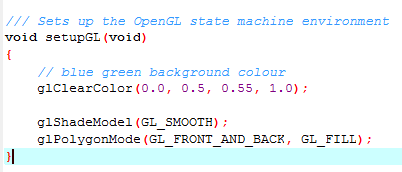 /// Sets up the OpenGL state machine environment
void setupGL(void)
{
    // blue green background colour
    glClearColor(0.0, 0.5, 0.55, 1.0);

    glShadeModel(GL_SMOOTH);
    glPolygonMode(GL_FRONT_AND_BACK, GL_FILL);
}